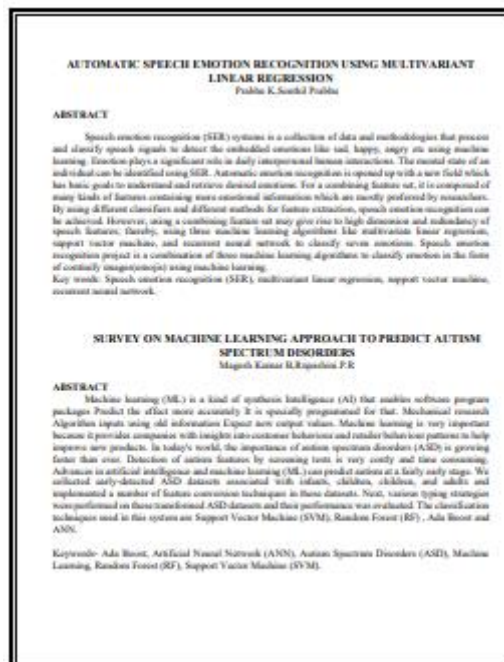 AUTOMATIC SPEECH EMOTION RECOGNITION USING MULTIVARIANT
LINEAR REGRESSION
Prabhu K.Senthil Prabhu
ABSTRACT
Speech emotion recognition (SER) systems is a collection of data and methodologies that process
and classify speech signals to detect the embedded emotions like sad, happy, angry etc using machine
learning. Emotion plays a significant role in daily interpersonal human interactions. The mental state of an
individual can be identified using SER. Automatic emotion recognition is opened up with a new field which
has basic goals to understand and retrieve desired emotions. For a combining feature set, it is composed of
many kinds of features containing more emotional information which are mostly preferred by researchers.
By using different classifiers and different methods for feature extraction, speech emotion recognition can
be achieved. However, using a combining feature set may give rise to high dimension and redundancy of
speech features; thereby, using three machine learning algorithms like multivariate linear regression,
support vector machine, and recurrent neural network to classify seven emotions. Speech emotion
recognition project is a combination of three machine learning algorithms to classify emotion in the form
of images(emojis) using machine learning.
Key words: Speech emotion recognition (SER), multivariant linear regression, support vector machine,
recurrent neural network.
SURVEY ON MACHINE LEARNING APPROACH TO PREDICT AUTISM
SPECTRUM DISORDERS
Magesh Kumar B.Rajeshini.P.R
ABSTRACT
Machine learning (ML) is a kind of synthesis Intelligence (AI) that enables software program
packages Predict the effect more accurately It is specially programmed for that. Mechanical research
Algorithm inputs using old information Expect new output values. Machine learning is very important
because it provides companies with insights into customer behaviour and retailer behaviour patterns to help
improve new products. In today's world, the importance of autism spectrum disorders (ASD) is growing
faster than ever. Detection of autism features by screening tests is very costly and time consuming.
Advances in artificial intelligence and machine learning (ML) can predict autism at a fairly early stage. We
collected early-detected ASD datasets associated with infants, children, children, and adults and
implemented a number of feature conversion techniques in these datasets. Next, various typing strategies
were performed on these transformed ASD datasets and their performance was evaluated. The classification
techniques used in this system are Support Vector Machine (SVM), Random Forest (RF) , Ada Boost and
ANN.
Keywords- Ada Boost, Artificial Neural Network (ANN), Autism Spectrum Disorders (ASD), Machine
Learning, Random Forest (RF), Support Vector Machine (SVM).